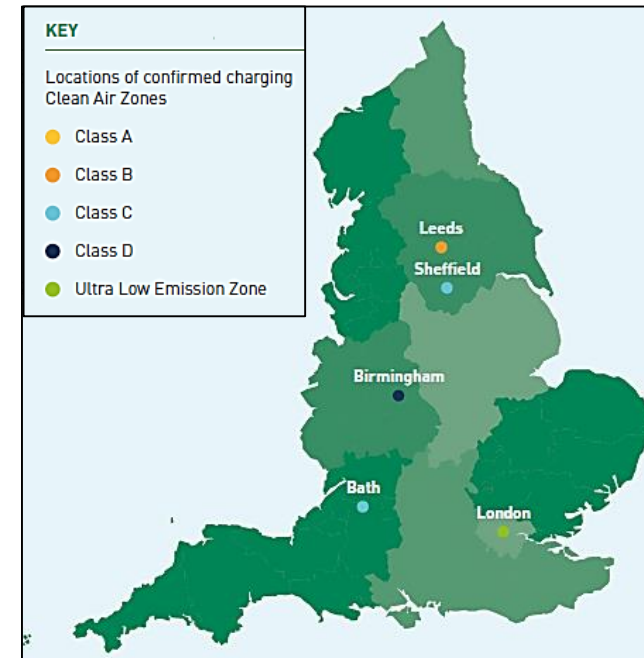 KEY
Locations of confirmed charging
Clean Air Zones
Class A
Class B
Class C
Class D
Ultra Low Emission Zone
Leeds
Sheffield
Birmingham
Bath
London